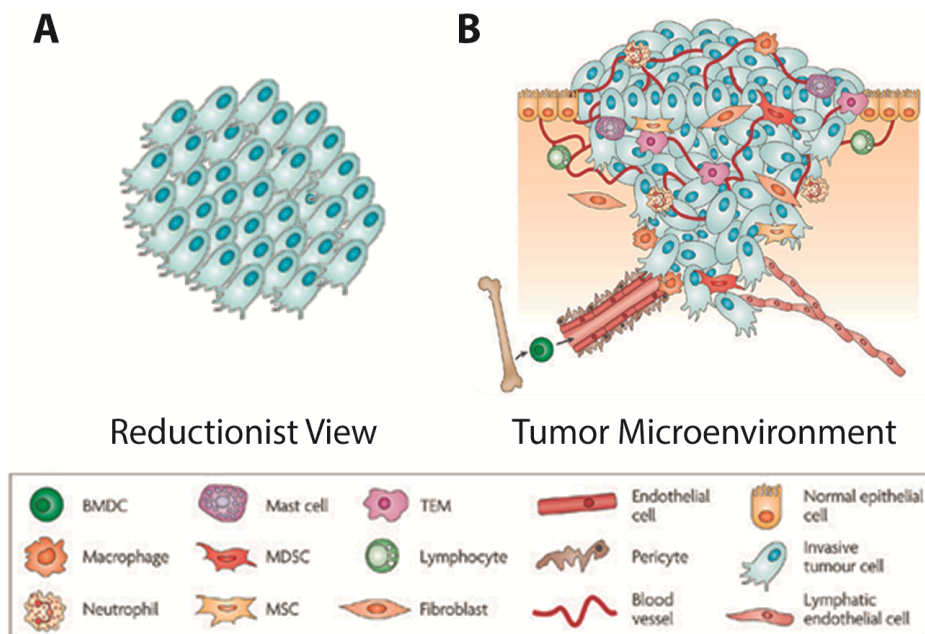 A
B
Reductionist View
Tumor Microenvironment
BMDC
Mast cell
TEM
Endothelial
cell
Normal epithelial
cell
Macrophage
MDSC
Lymphocyte
Pericyte
Invasive
tumour cell
Neutrophil
MSC
Fibroblast
Blood
vessel
Lymphatic
endothelial cell